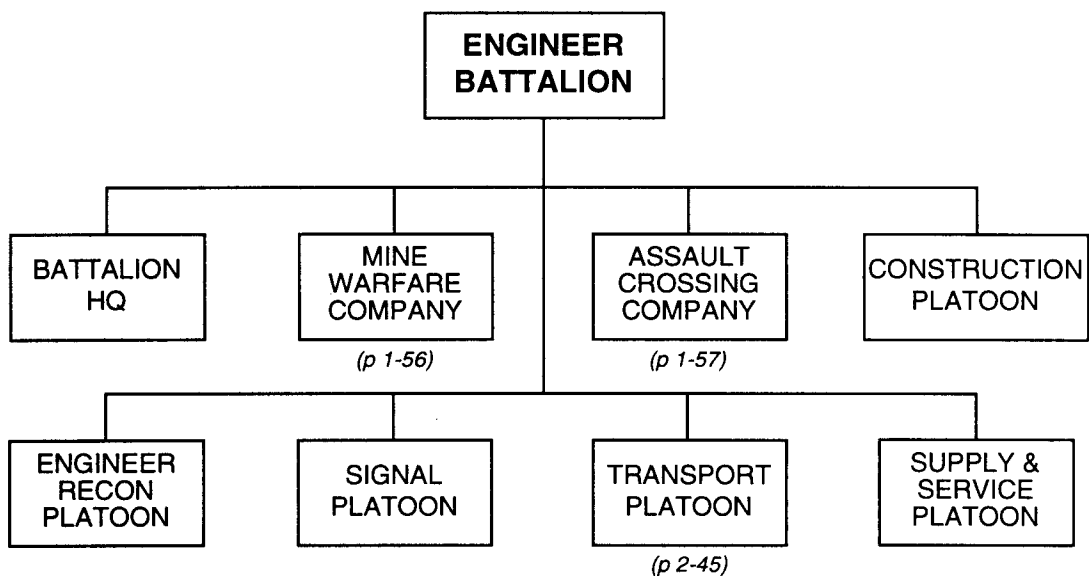 ENGINEER
BATTALION
BATTALION
HQ
MINE
WARFARE
COMPANY
(p 1-56)
ASSAULT
CROSSING
COMPANY
(p 1-57)
CONSTRUCTION
PLATOON
ENGINEER
RECON
PLATOON
SIGNAL
PLATOON
TRANSPORT
PLATOON
(p 2-45)
SUPPLY &
SERVICE
PLATOON